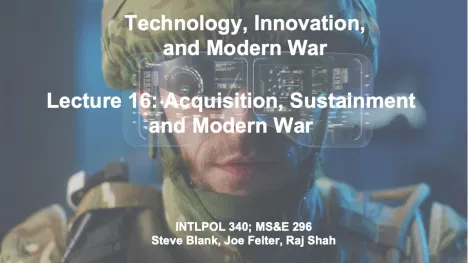 Technology, Innovation,
and Modern War
Lecture 16: Acquisition, Sustainment
and Modern War
INTLPOL 340; MS&E 296
Steve Blank, Joe Felter, Raj Shah